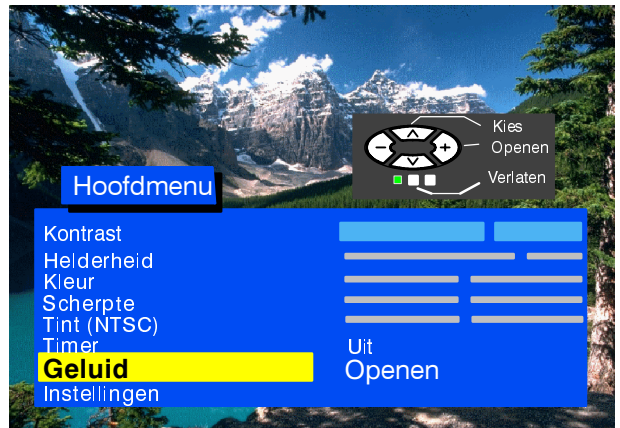 Kies
Openen
Verlaten
Hoofdmenu
Kontrast
Helderheid
Kleur
Scherpte
Tint (NTSC)
Timer Uit
Geluid Openen
Instellingen